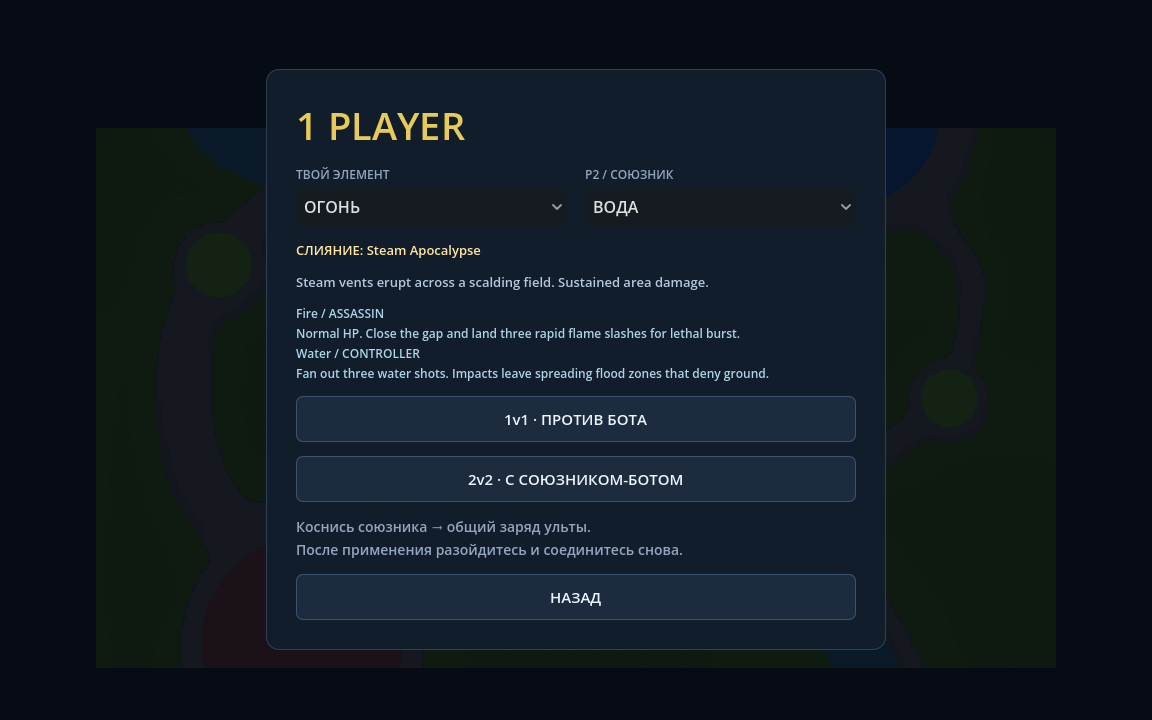 1 PLAYER
ТВОЙ ЭЛЕМЕНТ
P2 / СОЮЗНИК
ОГОНЬ
ВОДА
СЛИЯНИЕ: Steam Apocalypse
Steam vents erupt across a scalding field. Sustained area damage.
Fire / ASSASSIN
Normal HP. Close the gap and land three rapid flame slashes for lethal burst.
Water / CONTROLLER
Fan out three water shots. Impacts leave spreading flood zones that deny ground.
1v1 · ПРОТИВ БОТА
2v2 · С СОЮЗНИКОМ-БОТОМ
Коснись союзника → общий заряд ульты.
После применения разойдитесь и соединитесь снова.
НАЗАД